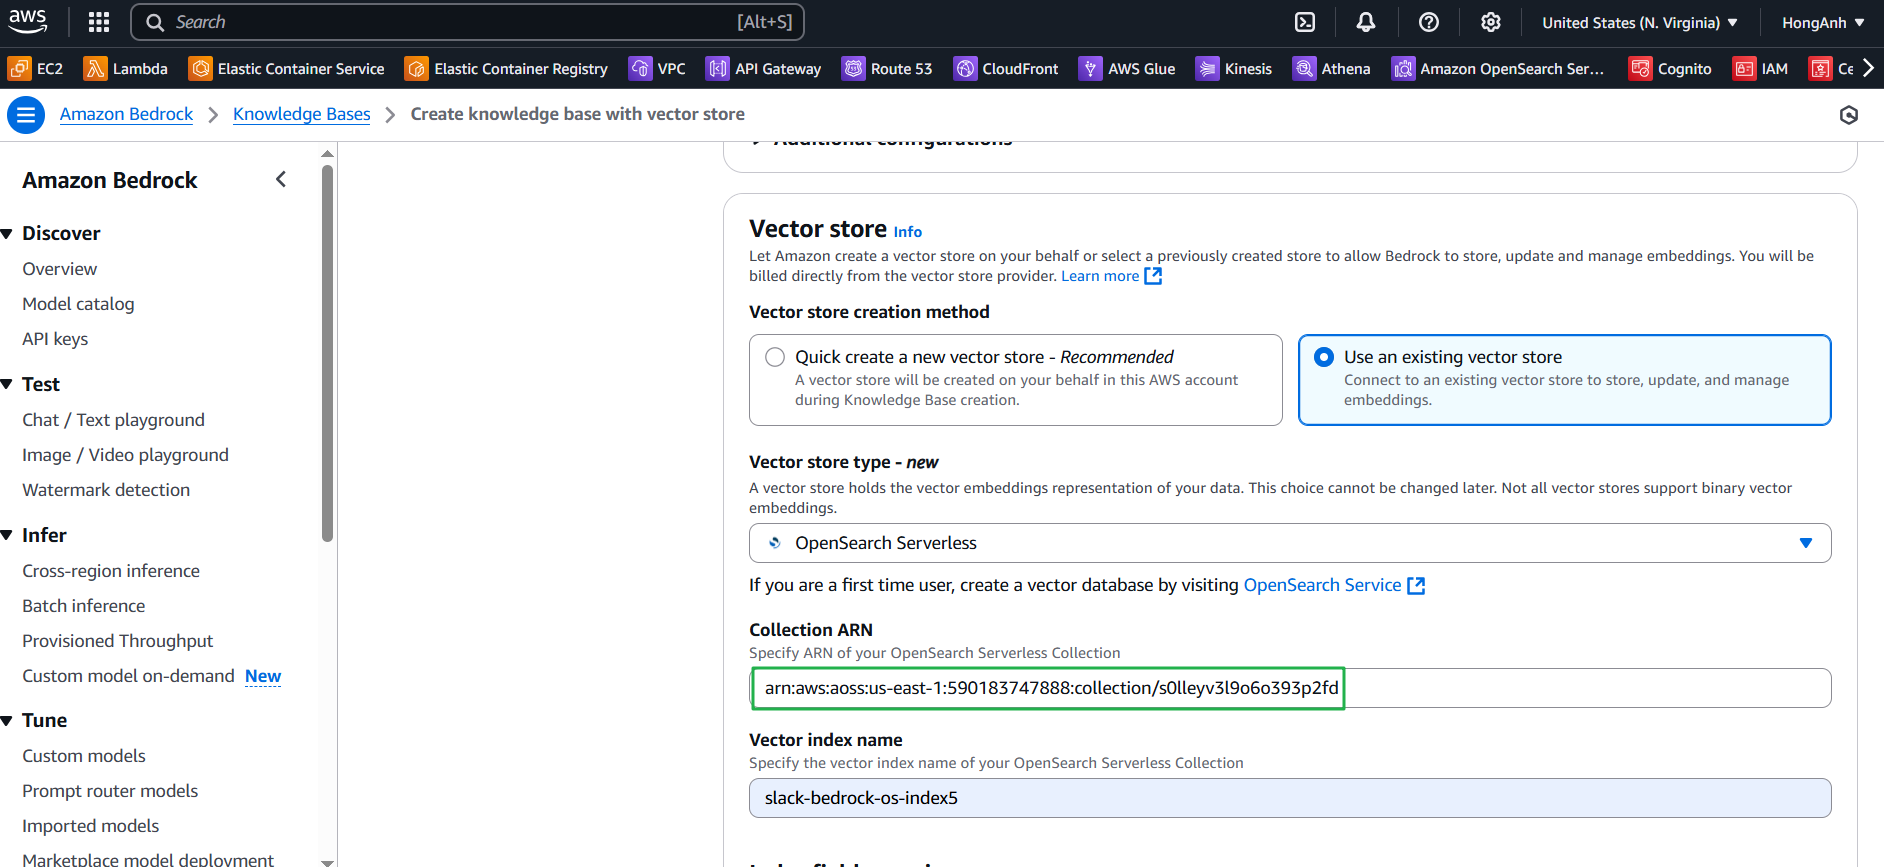 aws
Search [Alt+S] United States (N. Virginia) HongAnh
EC2 Lambda Elastic Container Service Elastic Container Registry VPC API Gateway Route 53 CloudFront AWS Glue Kinesis Athena Amazon OpenSearch Ser... Cognito IAM Ce
Amazon Bedrock Knowledge Bases Create knowledge base with vector store
Amazon Bedrock
Discover
Overview
Model catalog
API keys
Test
Chat / Text playground
Image / Video playground
Watermark detection
Infer
Cross-region inference
Batch inference
Provisioned Throughput
Custom model on-demand New
Tune
Custom models
Prompt router models
Imported models
Marketplace model deployment
Additional configurations
Vector store Info
Let Amazon create a vector store on your behalf or select a previously created store to allow Bedrock to store, update and manage embeddings. You will be
billed directly from the vector store provider. Learn more
Vector store creation method
Quick create a new vector store - Recommended
A vector store will be created on your behalf in this AWS account
during Knowledge Base creation.
Use an existing vector store
Connect to an existing vector store to store, update, and manage
embeddings.
Vector store type - new
A vector store holds the vector embeddings representation of your data. This choice cannot be changed later. Not all vector stores support binary vector
embeddings.
OpenSearch Serverless
If you are a first time user, create a vector database by visiting OpenSearch Service
Collection ARN
Specify ARN of your OpenSearch Serverless Collection
arn:aws:aoss:us-east-1:590183747888:collection/s0lleyv3l9o6o393p2fd
Vector index name
Specify the vector index name of your OpenSearch Serverless Collection
slack-bedrock-os-index5